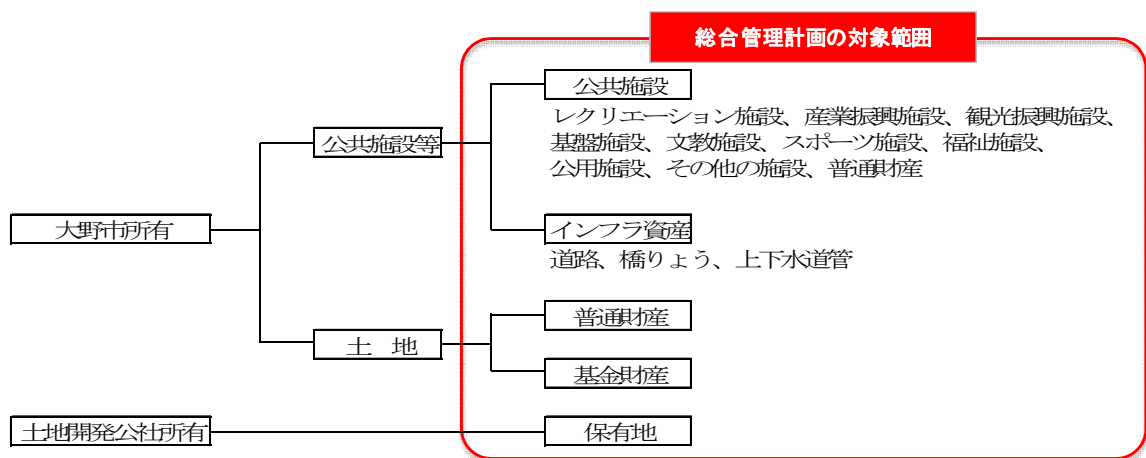 総合管理計画の対象範囲
公共施設
レクリエーション施設、産業振興施設、観光振興施設、
基盤施設、文教施設、スポーツ施設、福祉施設、
公用施設、その他の施設、普通財産
公共施設等
大野市所有
インフラ資産
道路、橋りょう、上下水道管
普通財産
土 地
基金財産
土地開発公社所有
保有地